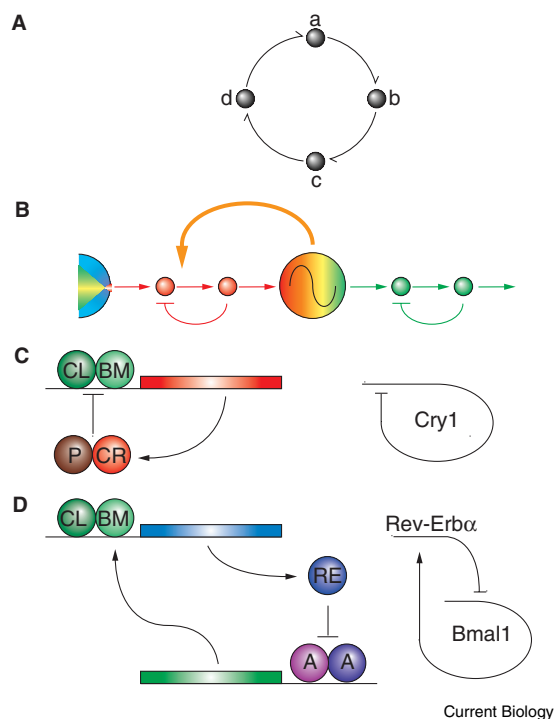 A
a
d
b
c
B
C
CL BM
P CR
Cry1
D
CL BM
Rev-Erbα
RE
A A
Bmal1
Current Biology